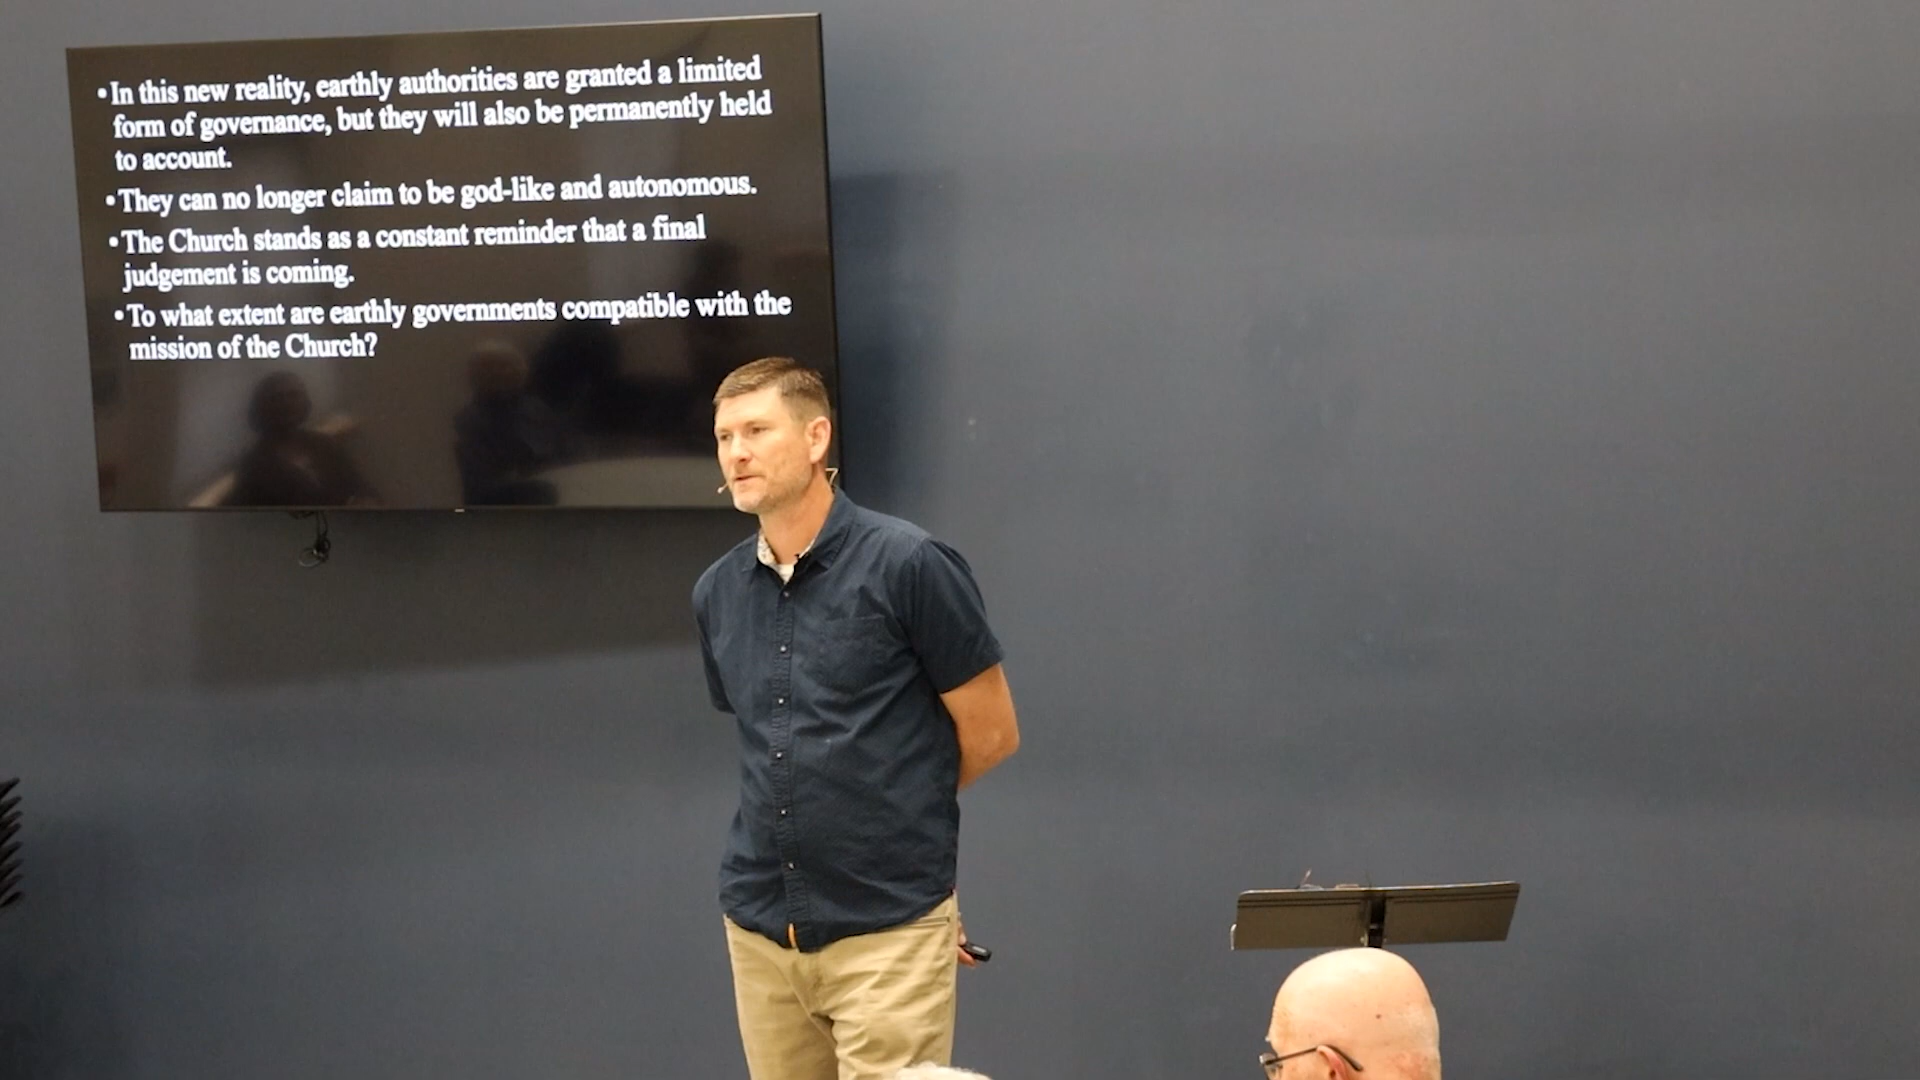 • In this new reality, earthly authorities are granted a limited
form of governance, but they will also be permanently held
to account.
• They can no longer claim to be god-like and autonomous.
• The Church stands as a constant reminder that a final
judgement is coming.
• To what extent are earthly governments compatible with the
mission of the Church?